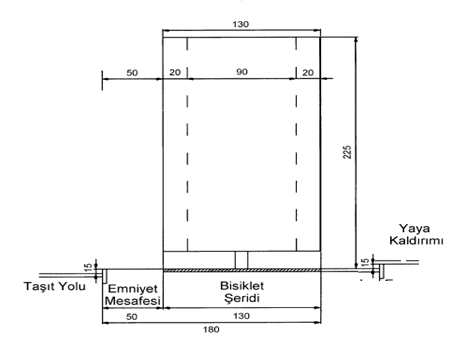 130
50 20 90 20
225
Yaya
Kaldırımı
15
15
Taşıt Yolu
Emniyet
Mesafesi
Bisiklet
Şeridi
50 130
180